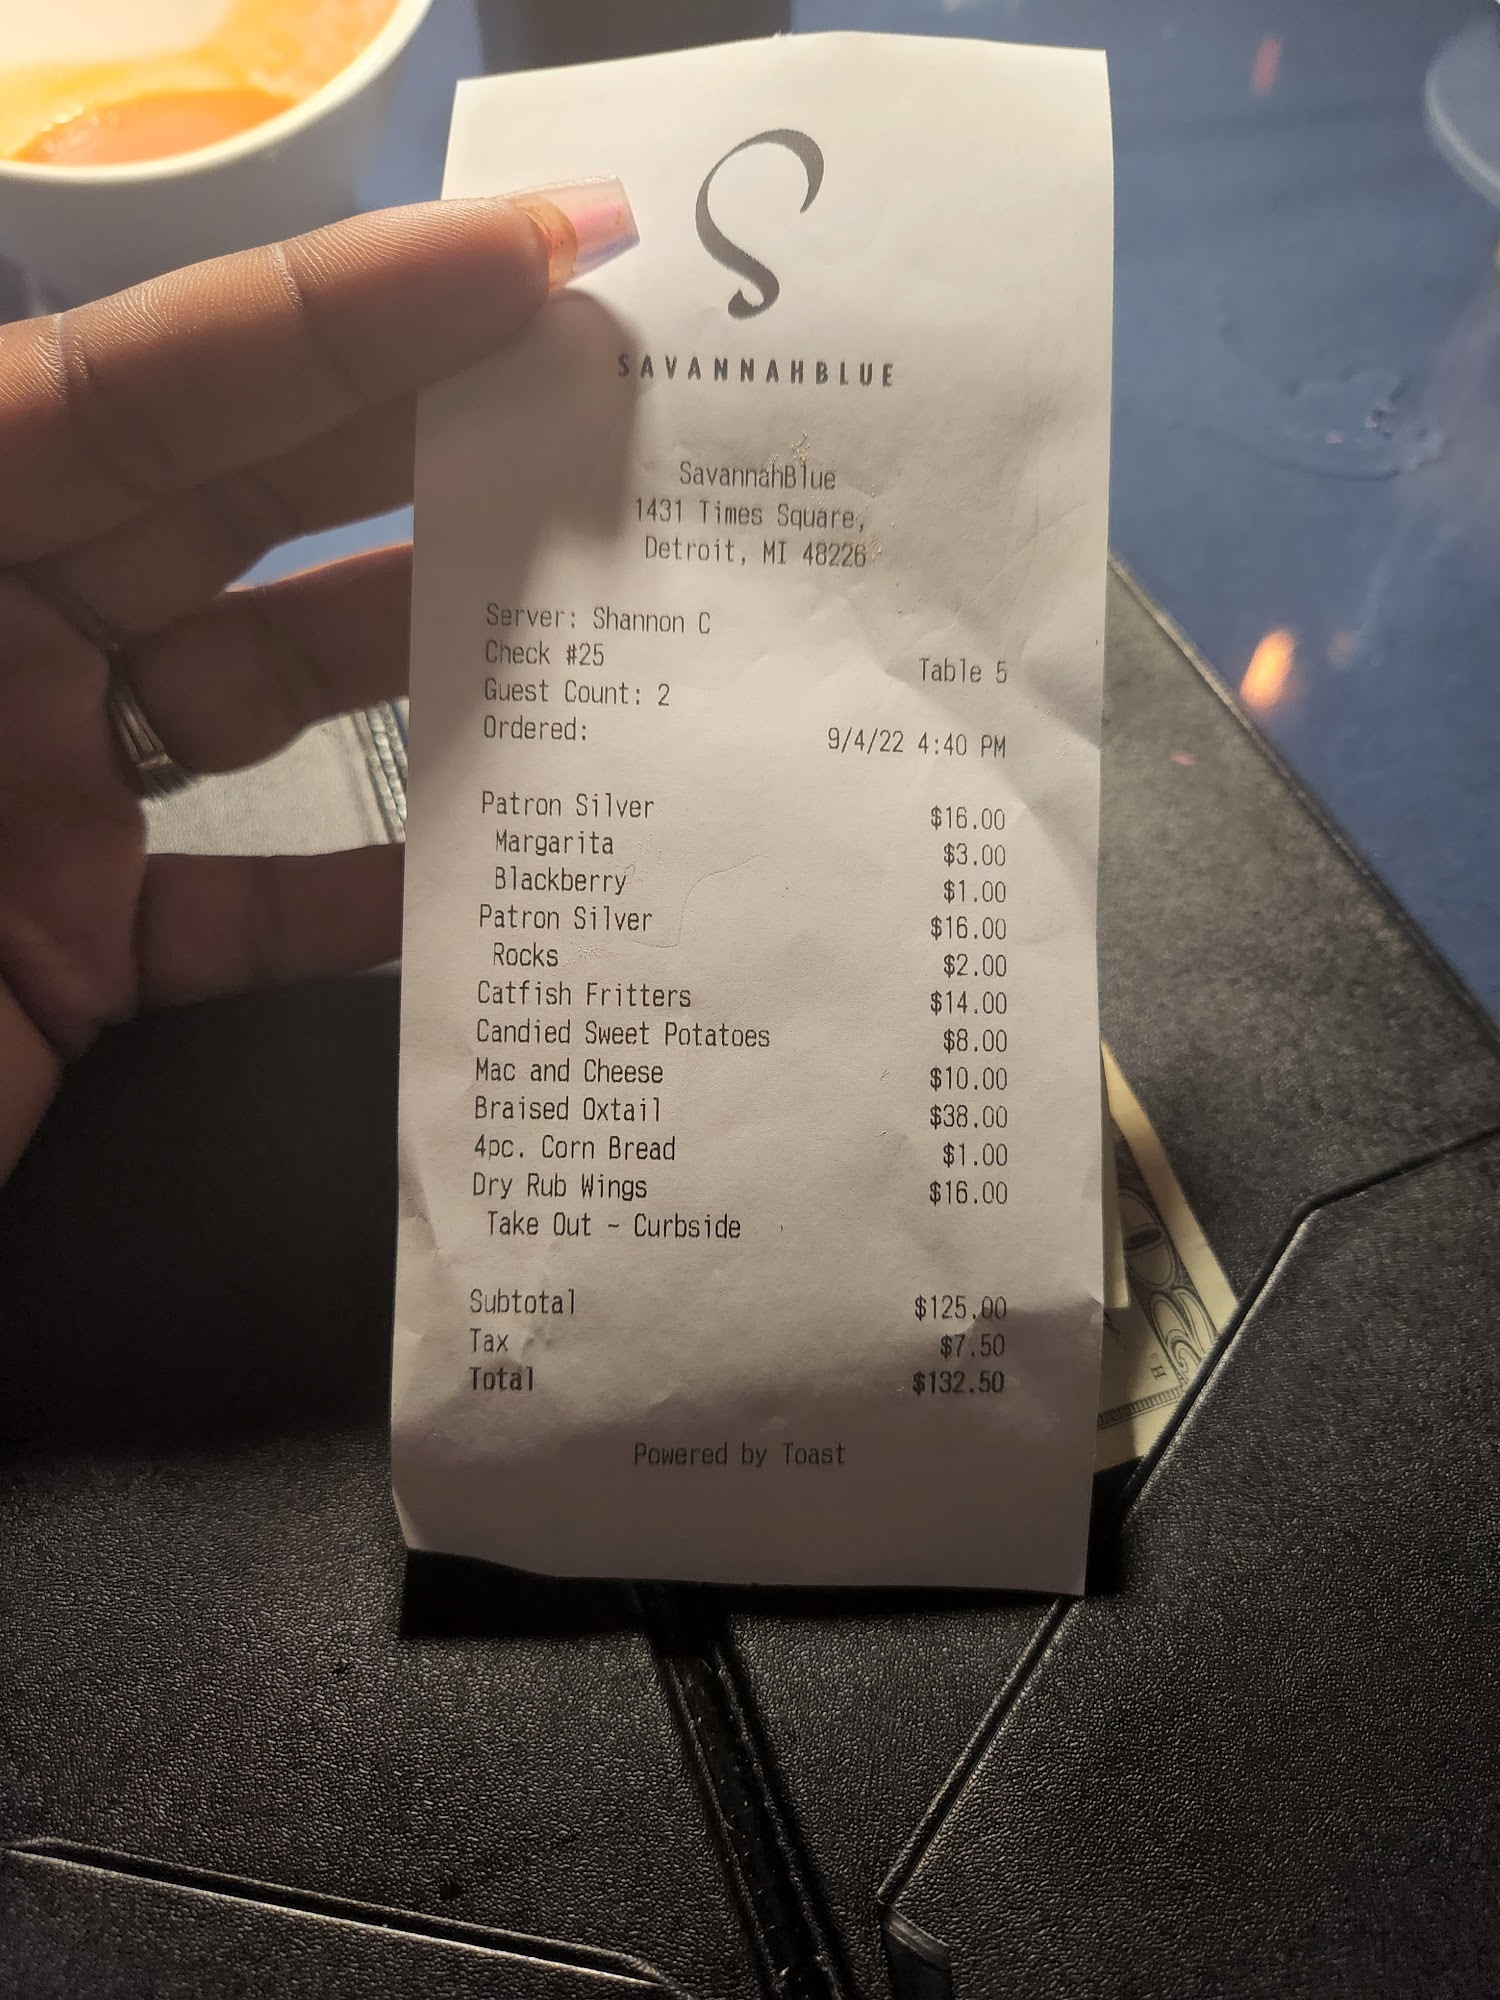 S
SAVANNAHBLUE
SavannahBlue
1431 Times Square,
Detroit, MI 48226
Server: Shannon C
Check #25 Table 5
Guest Count: 2
Ordered: 9/4/22 4:40 PM
Patron Silver $16.00
Margarita $3.00
Blackberry $1.00
Patron Silver $16.00
Rocks $2.00
Catfish Fritters $14.00
Candied Sweet Potatoes $8.00
Mac and Cheese $10.00
Braised Oxtail $38.00
4pc. Corn Bread $1.00
Dry Rub Wings $16.00
Take Out - Curbside
Subtotal $125.00
Tax $7.50
Total $132.50
Powered by Toast